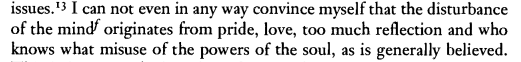 issues.¹³ I can not even in any way convince myself that the disturbance
of the mindᶠ originates from pride, love, too much reflection and who
knows what misuse of the powers of the soul, as is generally believed.